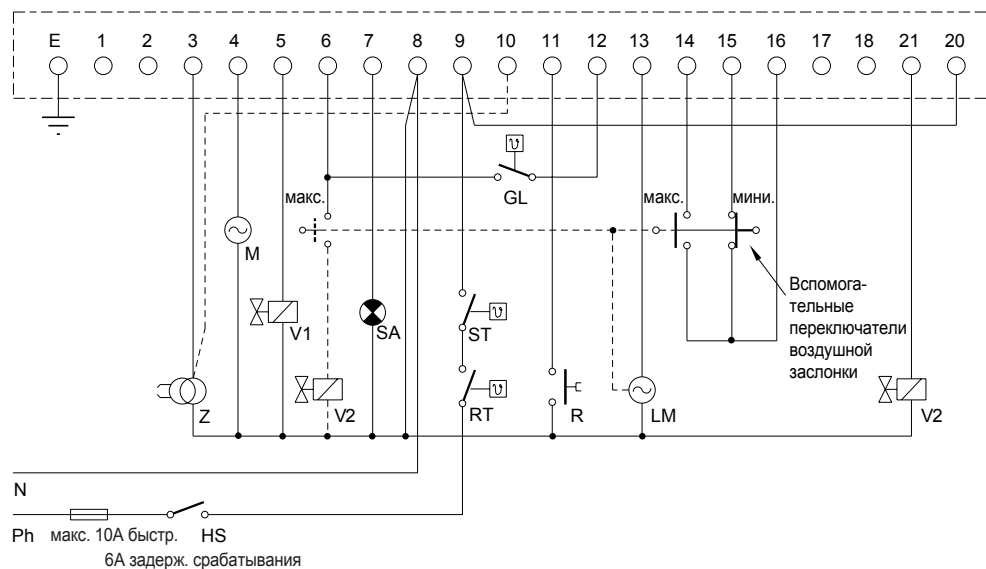 E 1 2 3 4 5 6 7 8 9 10 11 12 13 14 15 16 17 18 21 20
GL
макс.
макс.
мини.
M
Вспомога-
тельные
переключатели
воздушной
заслонки
V1
SA
ST
Z
V2
RT
R
LM
V2
N
Ph макс. 10A быстр. HS
6A задерж. срабатывания